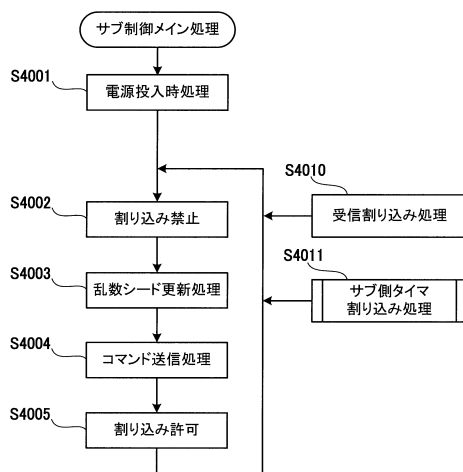 サブ制御メイン処理
S4001
電源投入時処理
S4010
受信割り込み処理
S4002
割り込み禁止
S4011
サブ側タイマ
割り込み処理
S4003
乱数シード更新処理
S4004
コマンド送信処理
S4005
割り込み許可